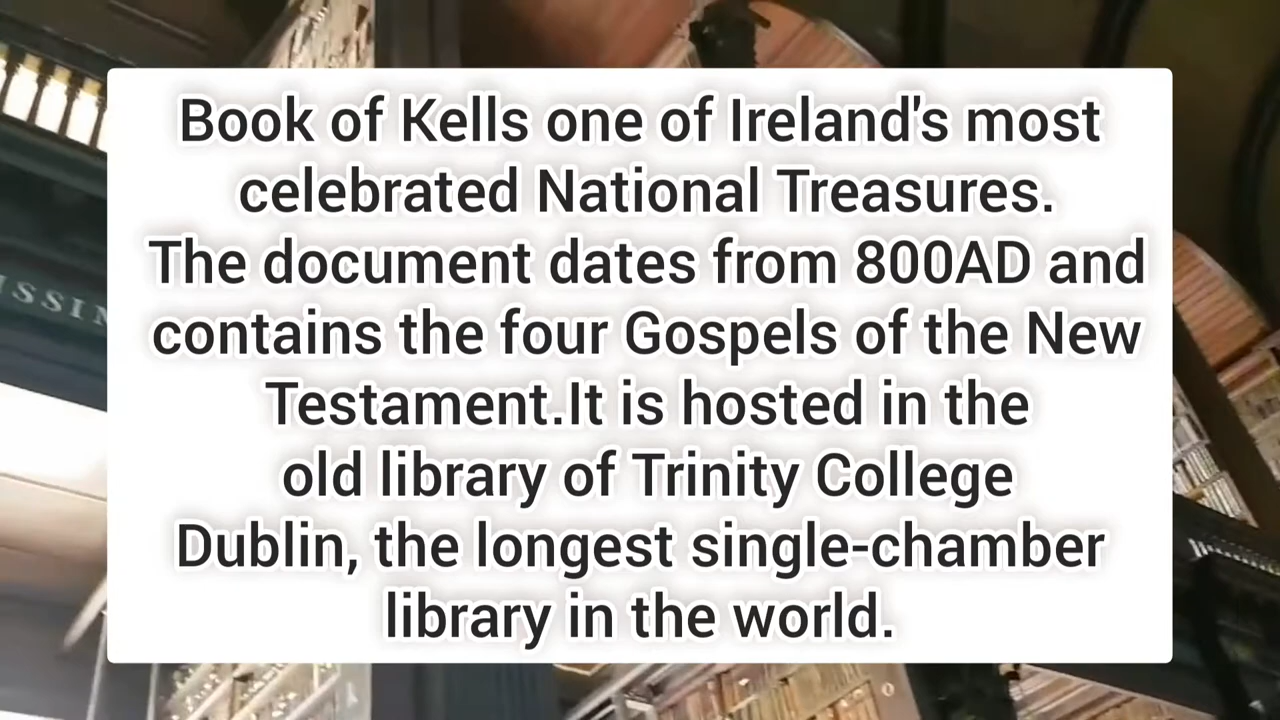 Book of Kells one of Ireland's most
celebrated National Treasures.
The document dates from 800AD and
contains the four Gospels of the New
Testament.It is hosted in the
old library of Trinity College
Dublin, the longest single-chamber
library in the world.